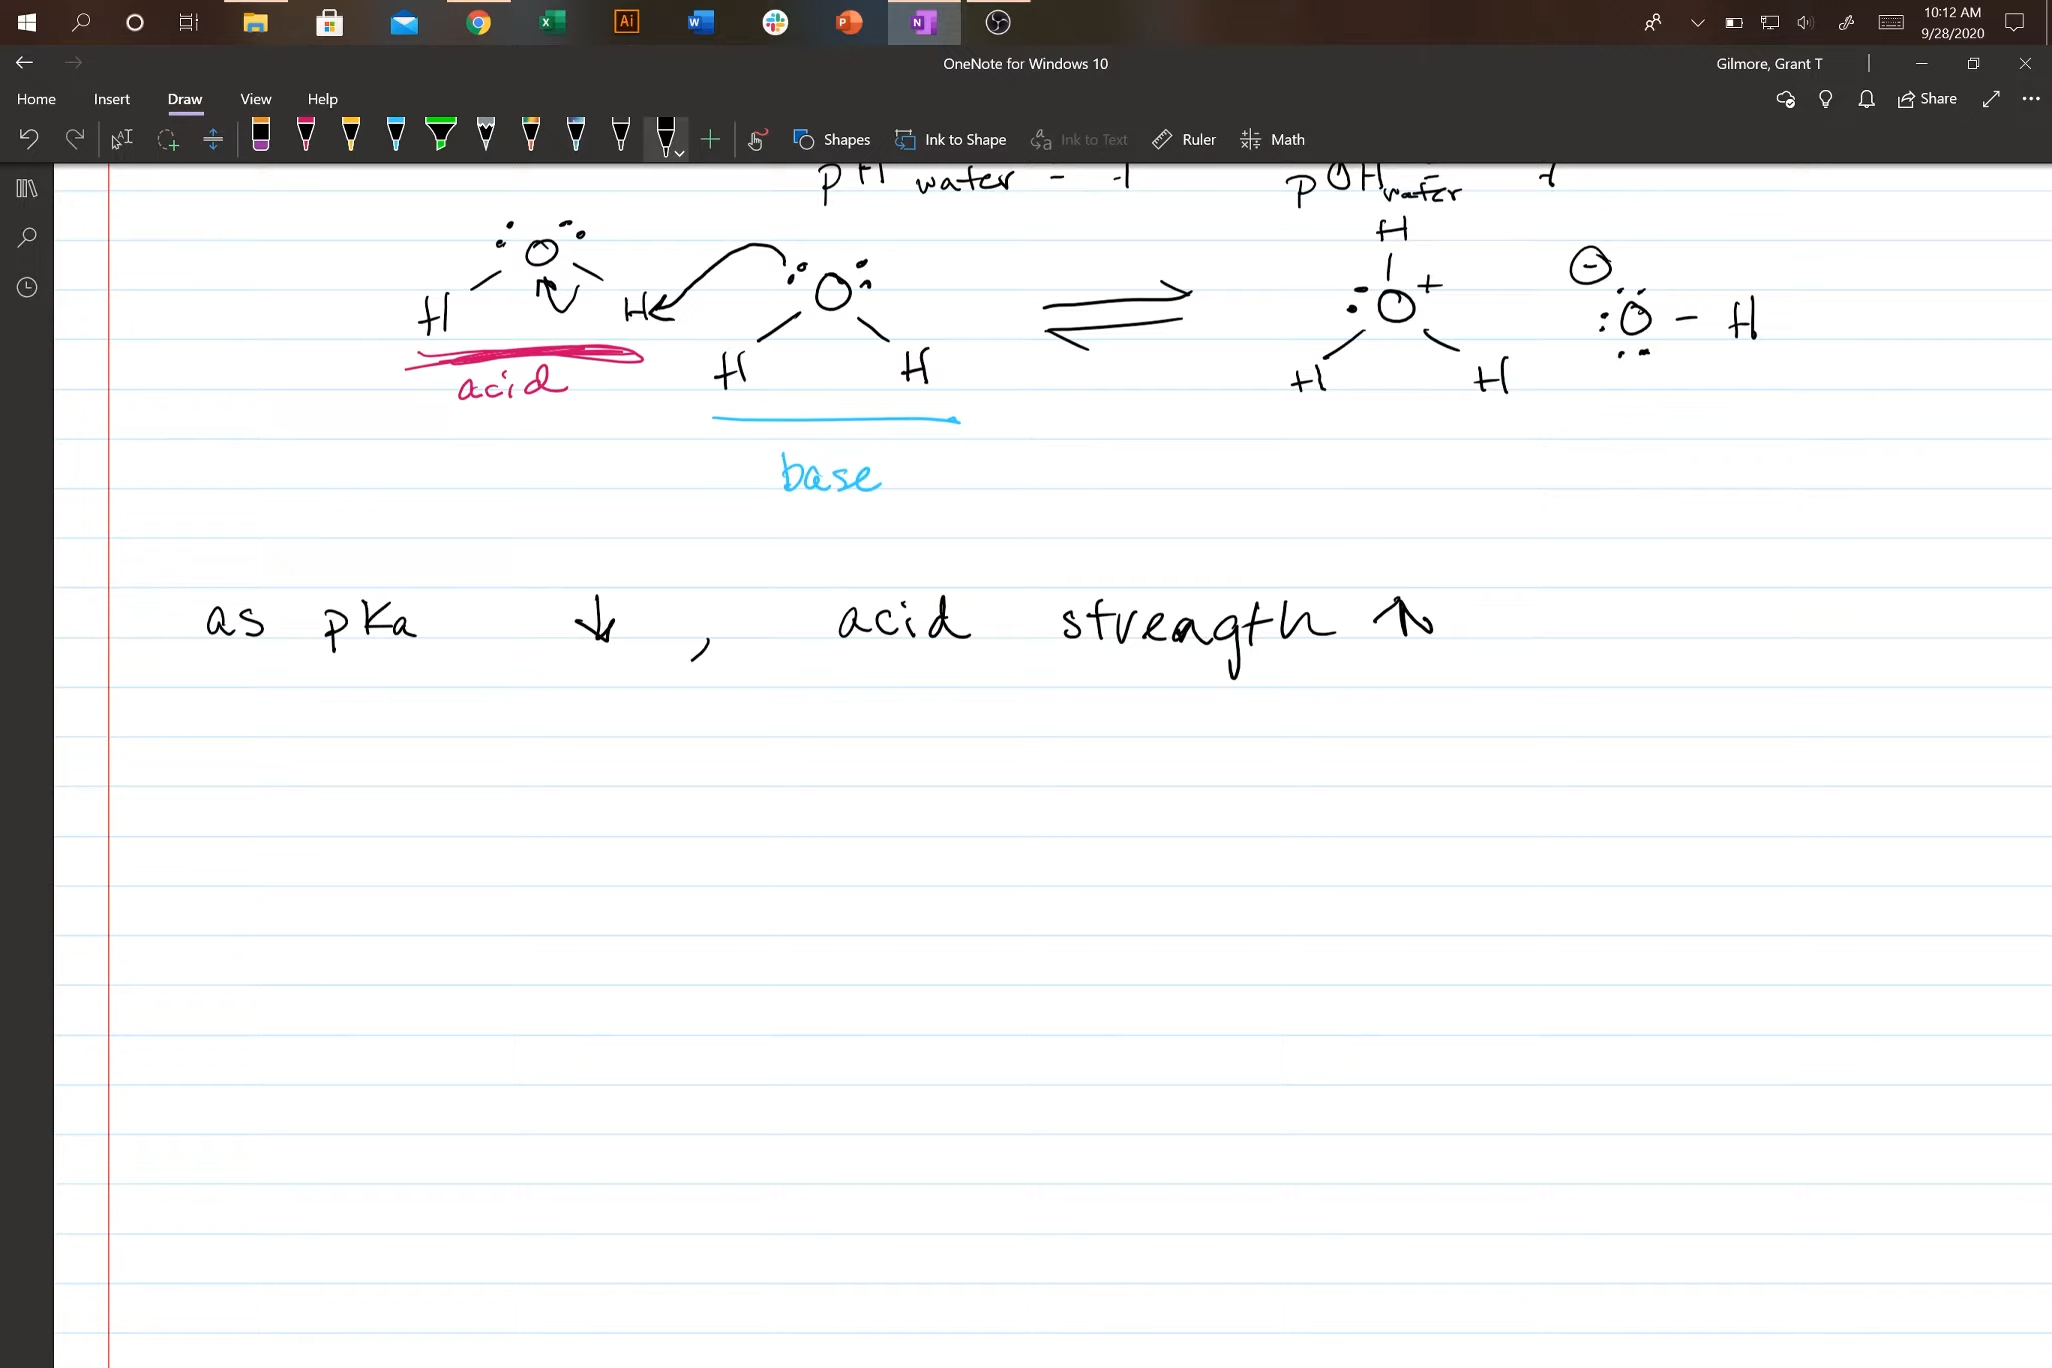 10:12 AM
9/28/2020
OneNote for Windows 10
Gilmore, Grant T
Home Insert Draw View Help
Share
Shapes Ink to Shape Ink to Text Ruler Math
pH water = pOH water =
H
O O O + -
H H H H H H O - H
acid
base
as pKa ↓, acid strength ↑